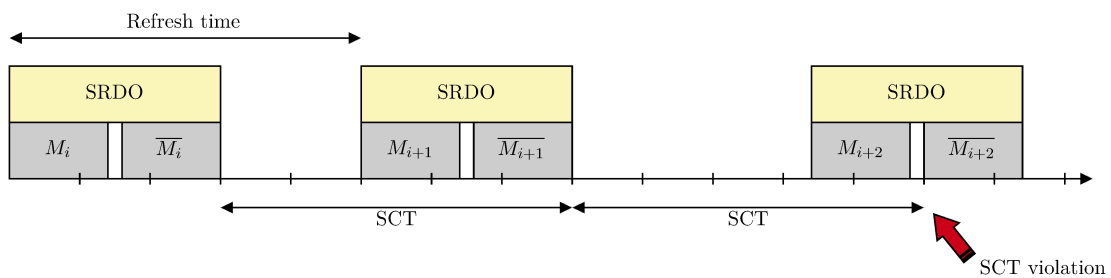 Refresh time
SRDO SRDO SRDO
$M_i$ $\overline{M_i}$ $M_{i+1}$ $\overline{M_{i+1}}$ $M_{i+2}$ $\overline{M_{i+2}}$
SCT SCT
SCT violation